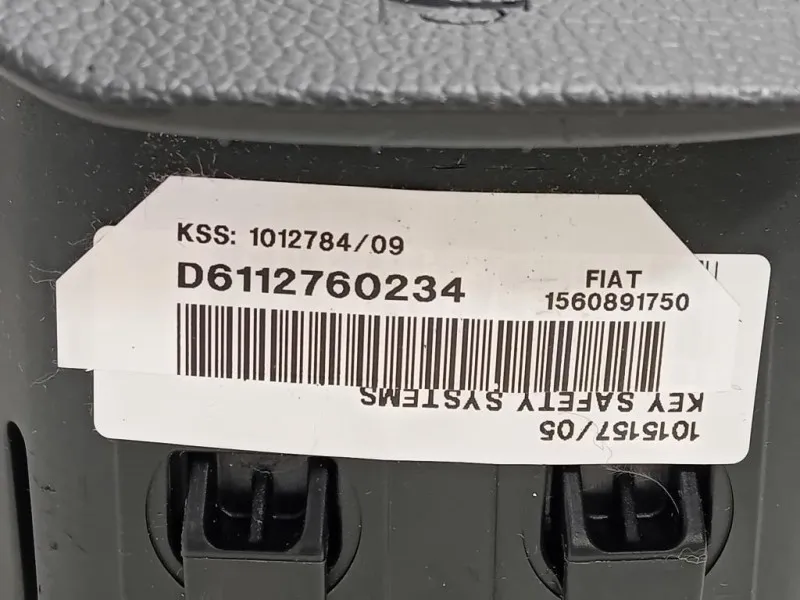 KSS: 1012784/09
D6112760234
FIAT
1560891750
KEY SAFETY SYSTEMS
1015157/05